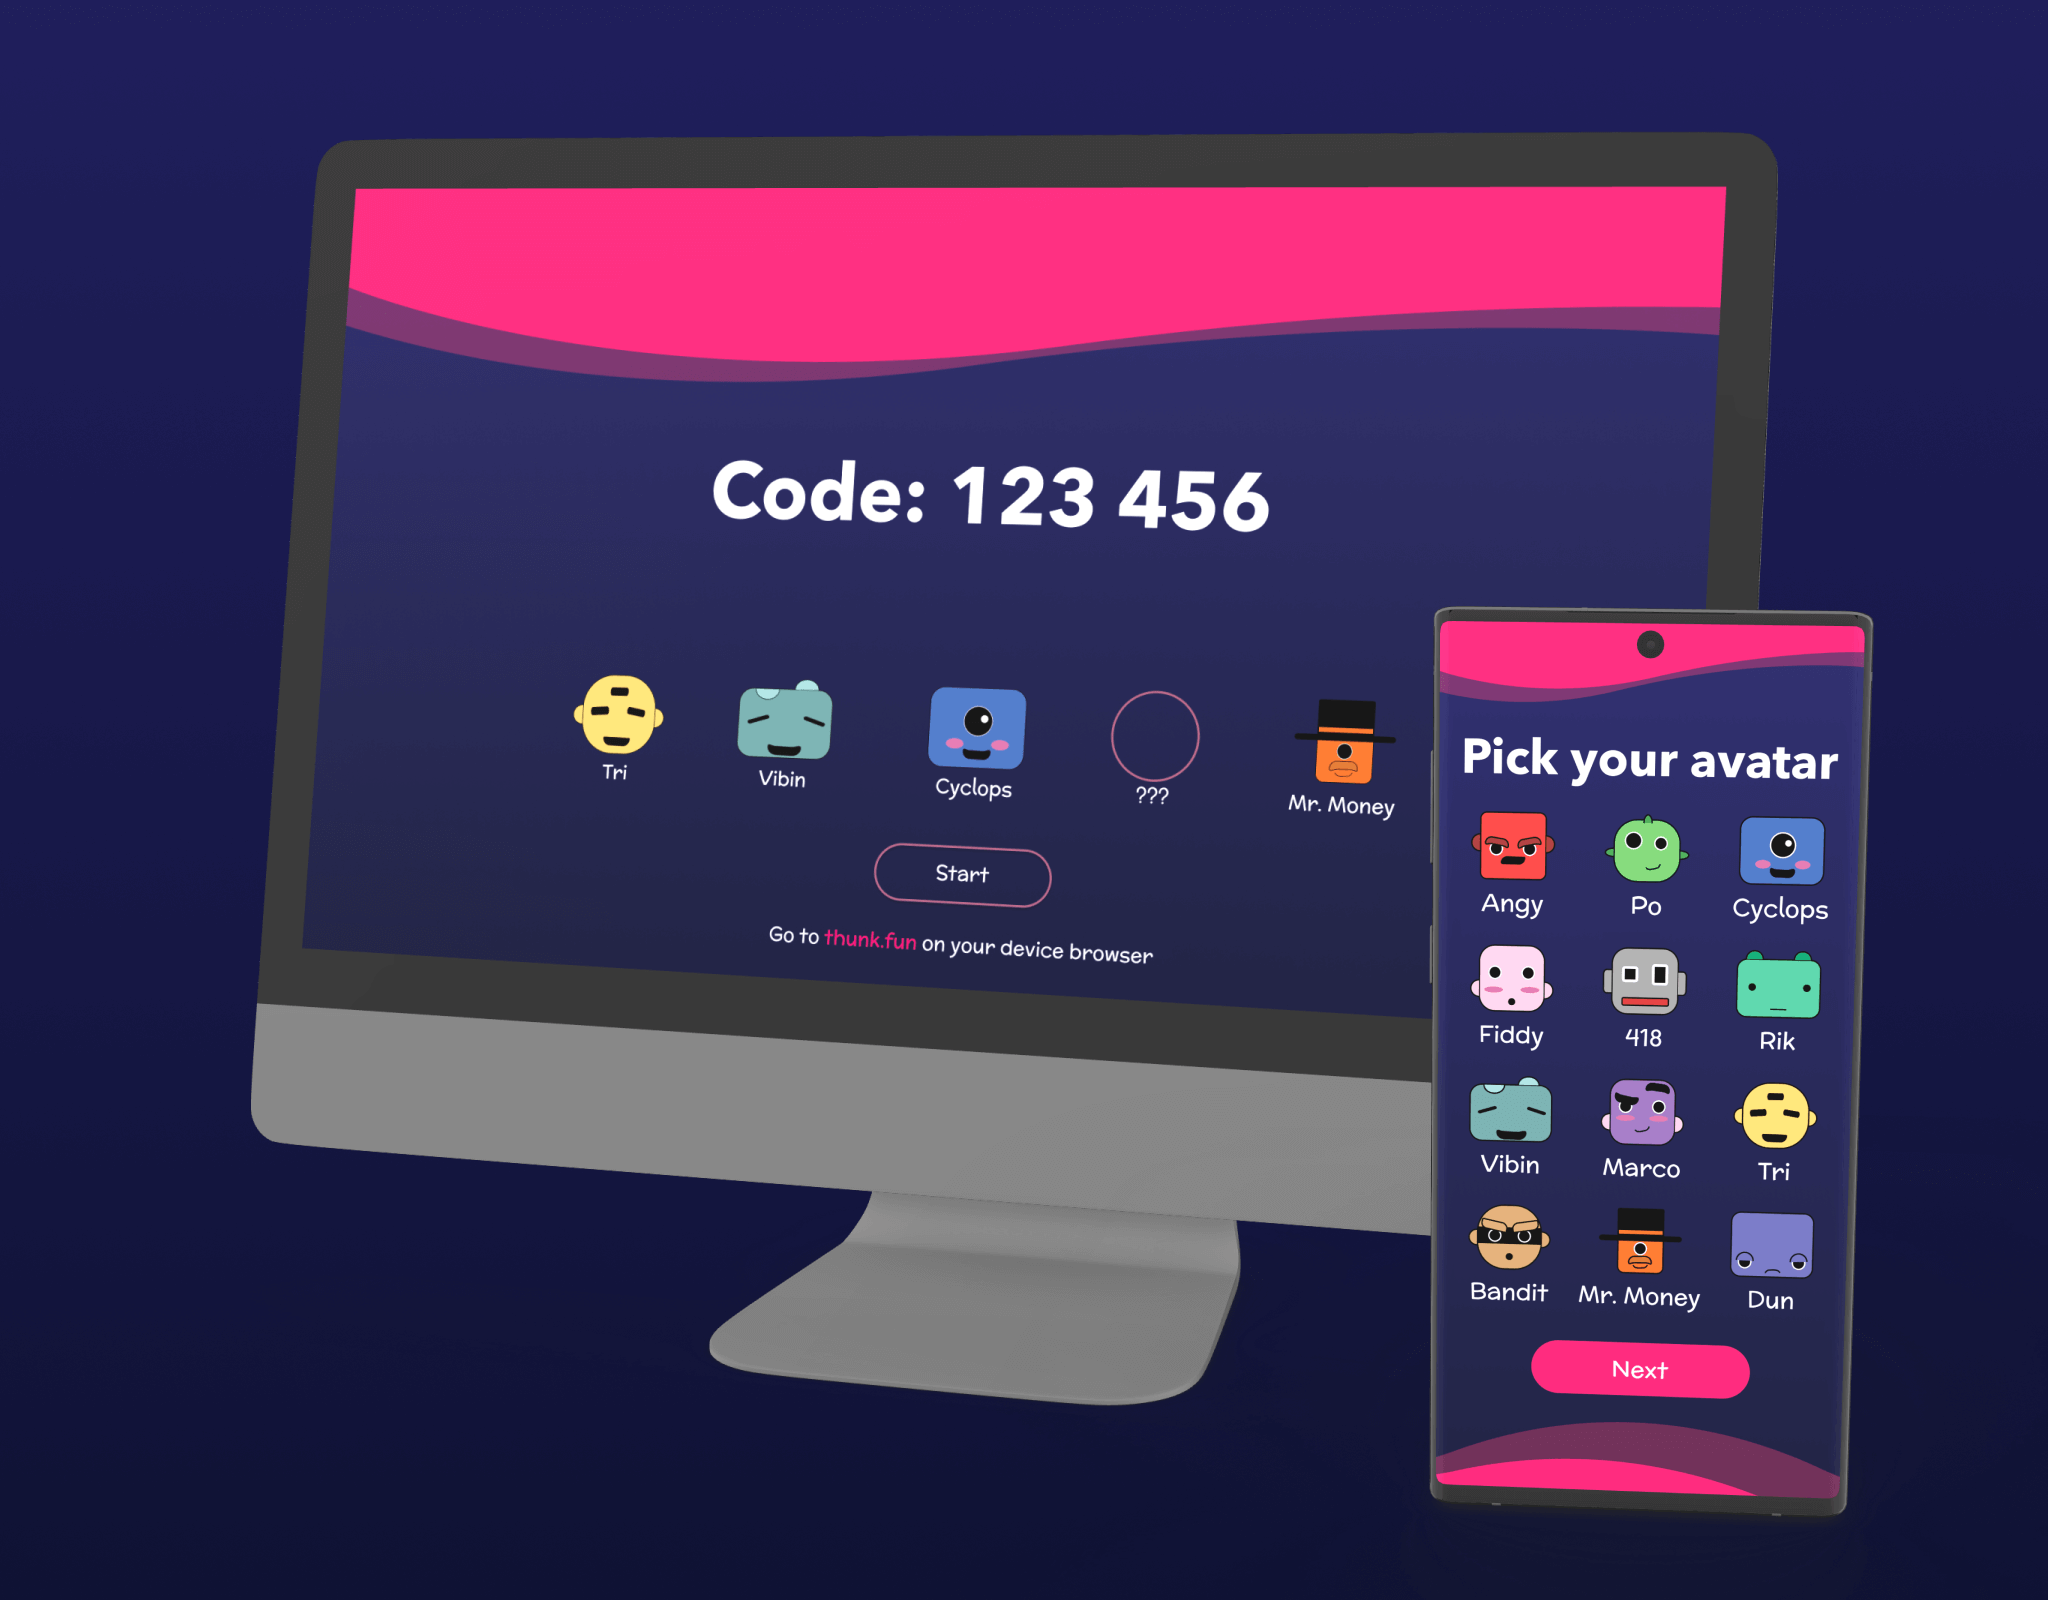 Code: 123 456
Tri
Vibin
Cyclops
???
Mr. Money
Start
Go to thunk.fun on your device browser
Pick your avatar
Angy
Po
Cyclops
Fiddy
418
Rik
Vibin
Marco
Tri
Bandit
Mr. Money
Dun
Next